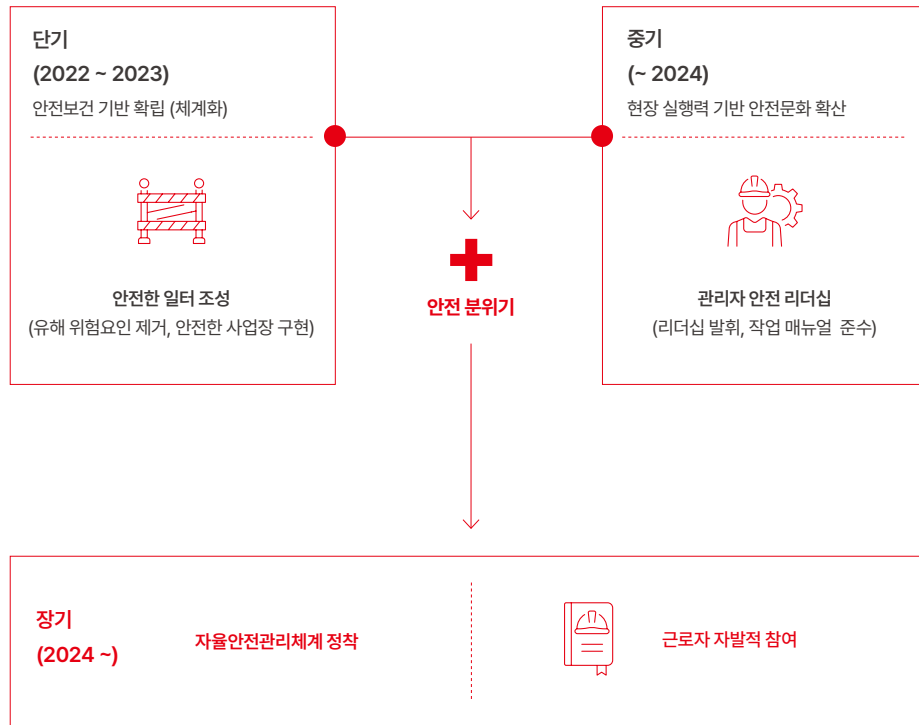 단기
(2022 ~ 2023)
안전보건 기반 확립 (체계화)
안전한 일터 조성
(유해 위험요인 제거, 안전한 사업장 구현)
중기
(~ 2024)
현장 실행력 기반 안전문화 확산
관리자 안전 리더십
(리더십 발휘, 작업 매뉴얼 준수)
안전 분위기
장기
(2024 ~)
자율안전관리체계 정착
근로자 자발적 참여